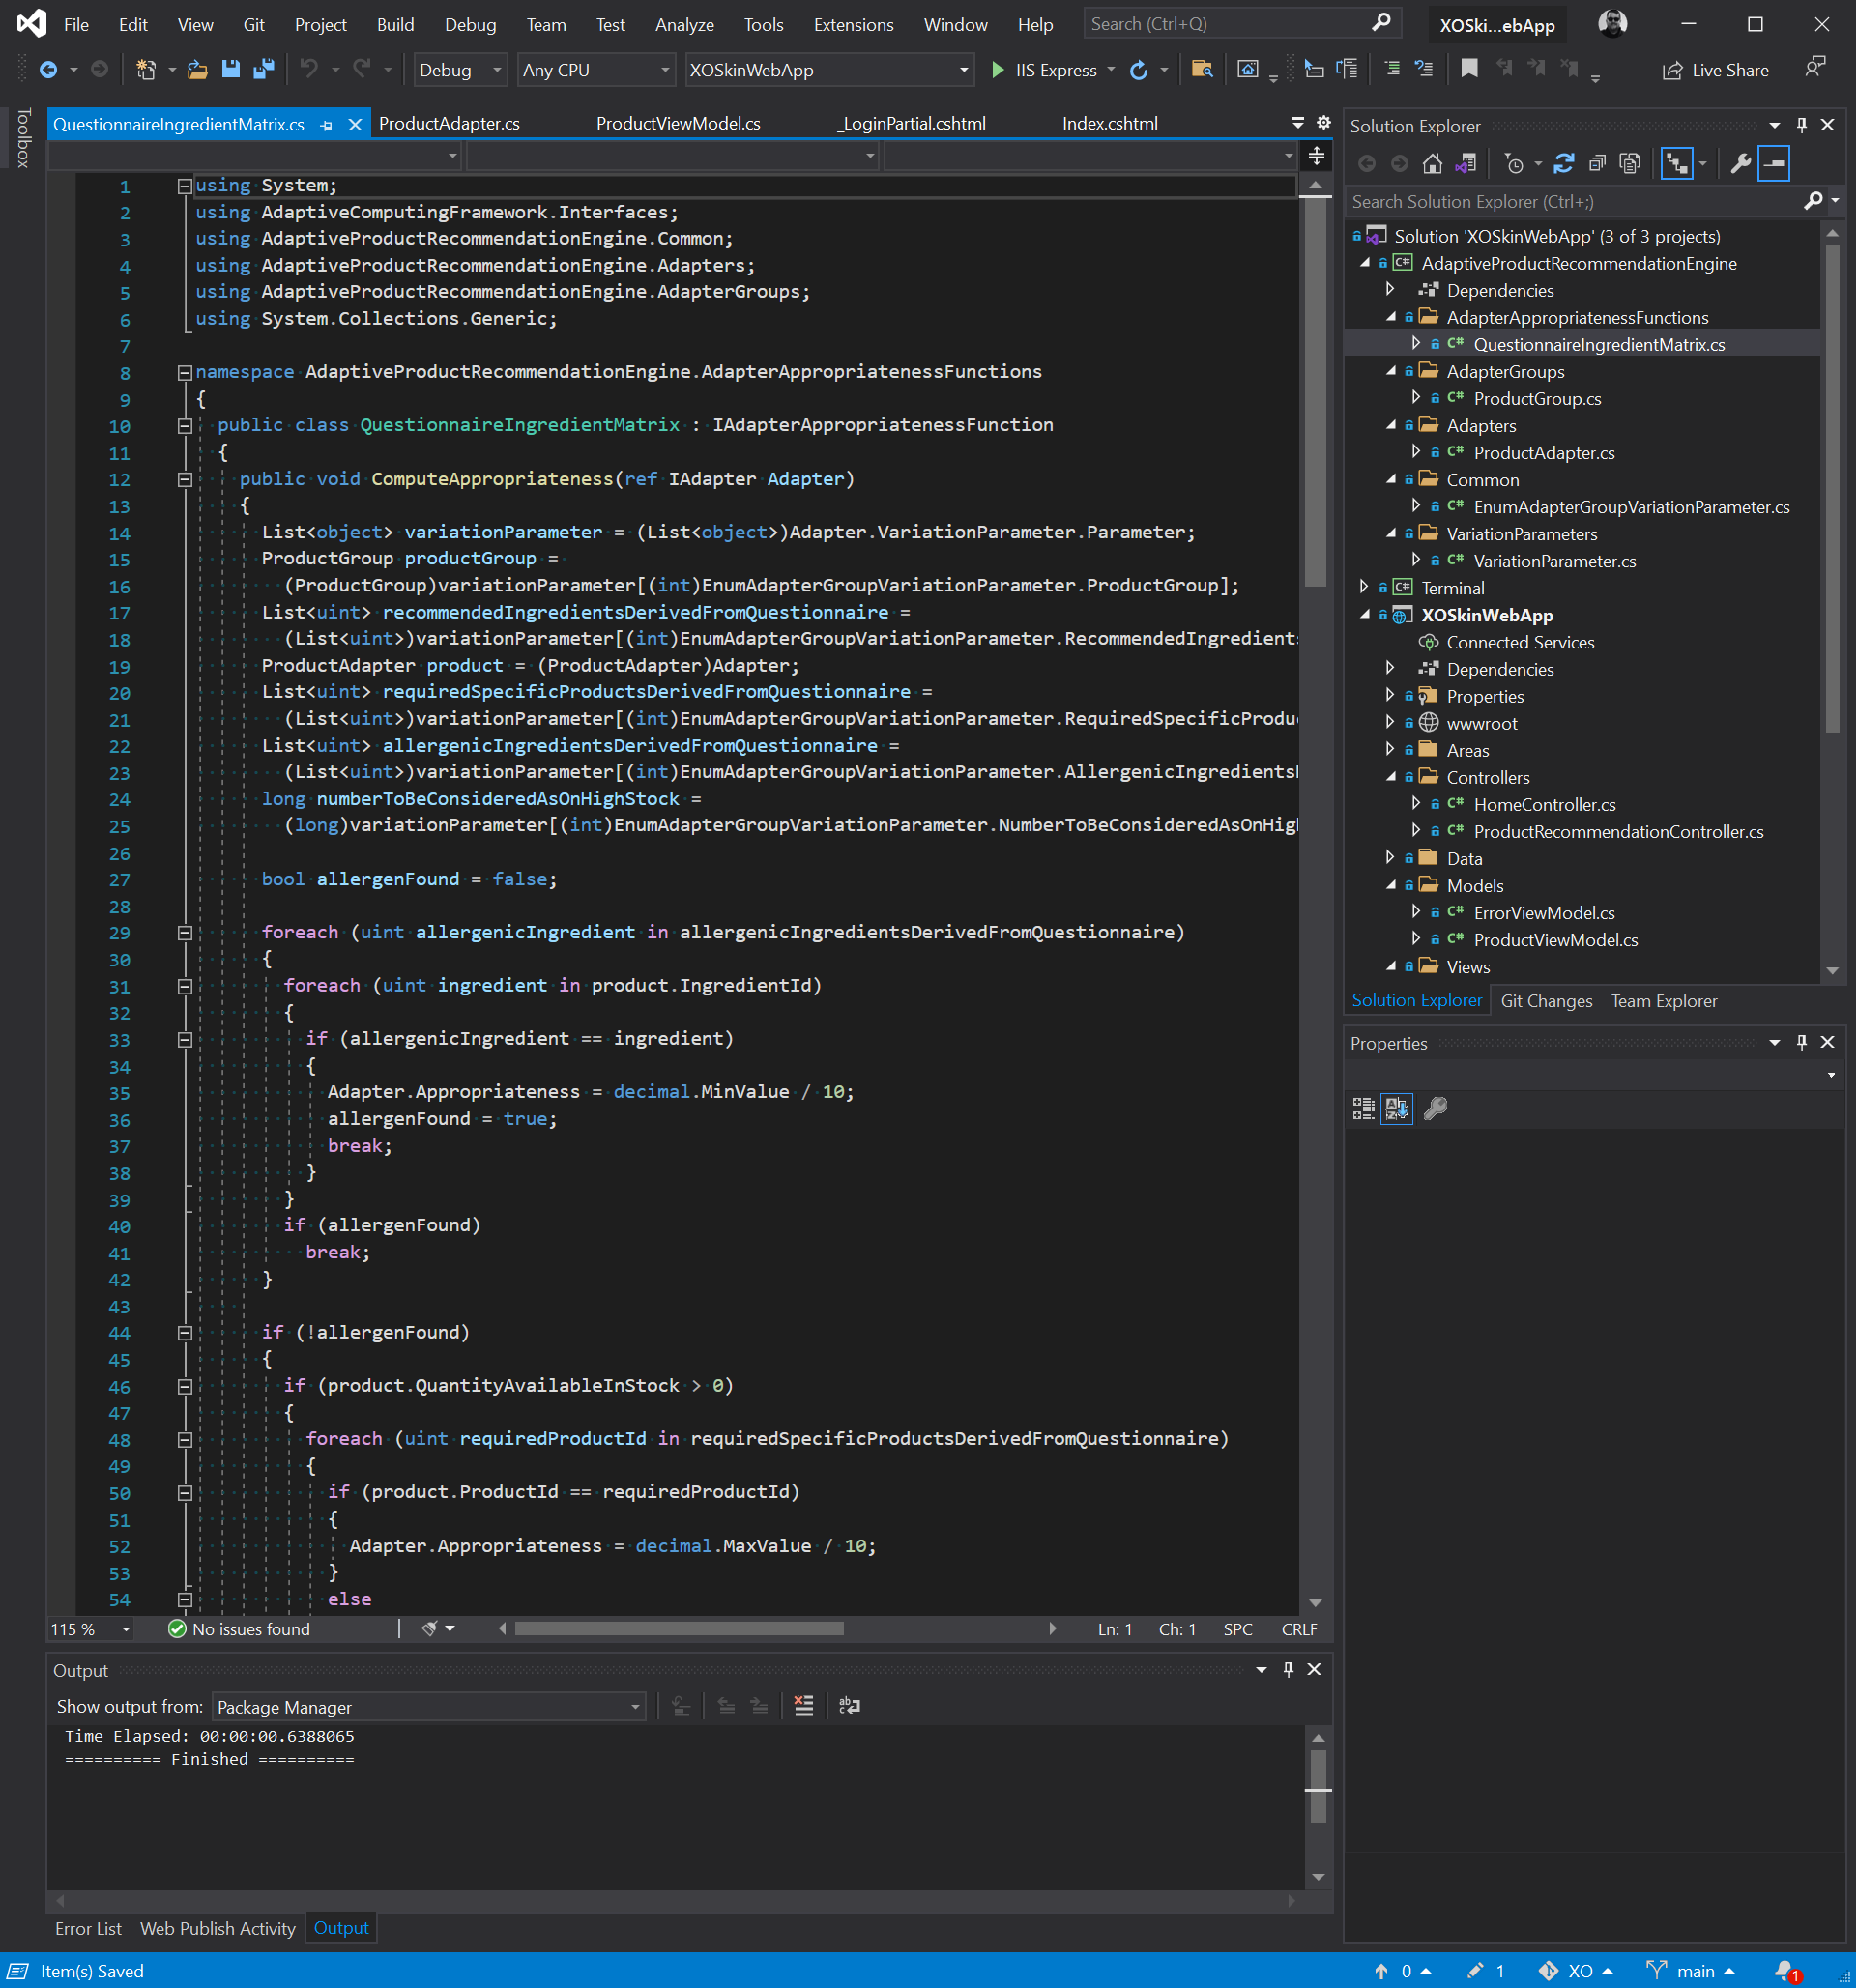 File Edit View Git Project Build Debug Team Test Analyze Tools Extensions Window Help Search (Ctrl+Q) XOSki...ebApp
Debug Any CPU XOSkinWebApp IIS Express Live Share
Toolbox
QuestionnaireIngredientMatrix.cs ProductAdapter.cs ProductViewModel.cs _LoginPartial.cshtml Index.cshtml
1 using System;
2 using AdaptiveComputingFramework.Interfaces;
3 using AdaptiveProductRecommendationEngine.Common;
4 using AdaptiveProductRecommendationEngine.Adapters;
5 using AdaptiveProductRecommendationEngine.AdapterGroups;
6 using System.Collections.Generic;
7
8 namespace AdaptiveProductRecommendationEngine.AdapterAppropriatenessFunctions
9 {
10 public class QuestionnaireIngredientMatrix : IAdapterAppropriatenessFunction
11 {
12 public void ComputeAppropriateness(ref IAdapter Adapter)
13 {
14 List<object> variationParameter = (List<object>)Adapter.VariationParameter.Parameter;
15 ProductGroup productGroup =
16 (ProductGroup)variationParameter[(int)EnumAdapterGroupVariationParameter.ProductGroup];
17 List<uint> recommendedIngredientsDerivedFromQuestionnaire =
18 (List<uint>)variationParameter[(int)EnumAdapterGroupVariationParameter.RecommendedIngredients
19 ProductAdapter product = (ProductAdapter)Adapter;
20 List<uint> requiredSpecificProductsDerivedFromQuestionnaire =
21 (List<uint>)variationParameter[(int)EnumAdapterGroupVariationParameter.RequiredSpecificProdu
22 List<uint> allergenicIngredientsDerivedFromQuestionnaire =
23 (List<uint>)variationParameter[(int)EnumAdapterGroupVariationParameter.AllergenicIngredients
24 long numberToBeConsideredAsOnHighStock =
25 (long)variationParameter[(int)EnumAdapterGroupVariationParameter.NumberToBeConsideredAsOnHig
26
27 bool allergenFound = false;
28
29 foreach (uint allergenicIngredient in allergenicIngredientsDerivedFromQuestionnaire)
30 {
31 foreach (uint ingredient in product.IngredientId)
32 {
33 if (allergenicIngredient == ingredient)
34 {
35 Adapter.Appropriateness = decimal.MinValue / 10;
36 allergenFound = true;
37 break;
38 }
39 }
40 if (allergenFound)
41 break;
42 }
43
44 if (!allergenFound)
45 {
46 if (product.QuantityAvailableInStock > 0)
47 {
48 foreach (uint requiredProductId in requiredSpecificProductsDerivedFromQuestionnaire)
49 {
50 if (product.ProductId == requiredProductId)
51 {
52 Adapter.Appropriateness = decimal.MaxValue / 10;
53 }
54 else
115 % No issues found Ln: 1 Ch: 1 SPC CRLF
Output
Show output from: Package Manager
Time Elapsed: 00:00:00.6388065
========== Finished ==========
Error List Web Publish Activity Output
Solution Explorer
Search Solution Explorer (Ctrl+;)
Solution 'XOSkinWebApp' (3 of 3 projects)
AdaptiveProductRecommendationEngine
Dependencies
AdapterAppropriatenessFunctions
C# QuestionnaireIngredientMatrix.cs
AdapterGroups
C# ProductGroup.cs
Adapters
C# ProductAdapter.cs
Common
C# EnumAdapterGroupVariationParameter.cs
VariationParameters
C# VariationParameter.cs
Terminal
XOSkinWebApp
Connected Services
Dependencies
Properties
wwwroot
Areas
Controllers
C# HomeController.cs
C# ProductRecommendationController.cs
Data
Models
C# ErrorViewModel.cs
C# ProductViewModel.cs
Views
Solution Explorer Git Changes Team Explorer
Properties
Item(s) Saved 0 1 XO main 1